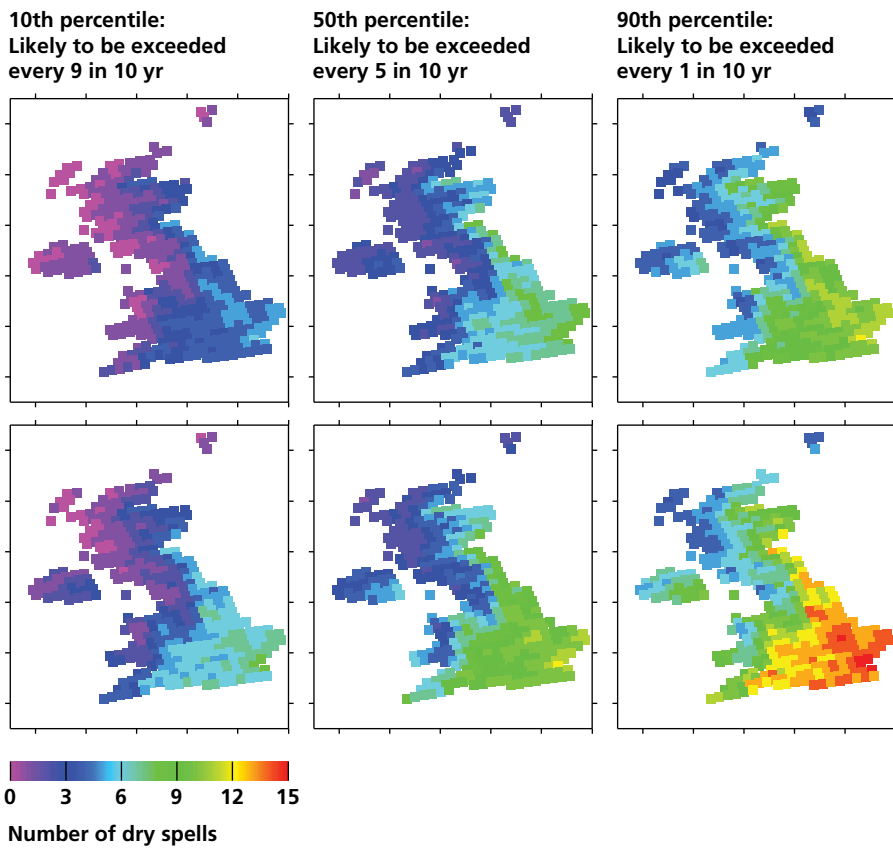 10th percentile:
Likely to be exceeded
every 9 in 10 yr
50th percentile:
Likely to be exceeded
every 5 in 10 yr
90th percentile:
Likely to be exceeded
every 1 in 10 yr
0 3 6 9 12 15
Number of dry spells